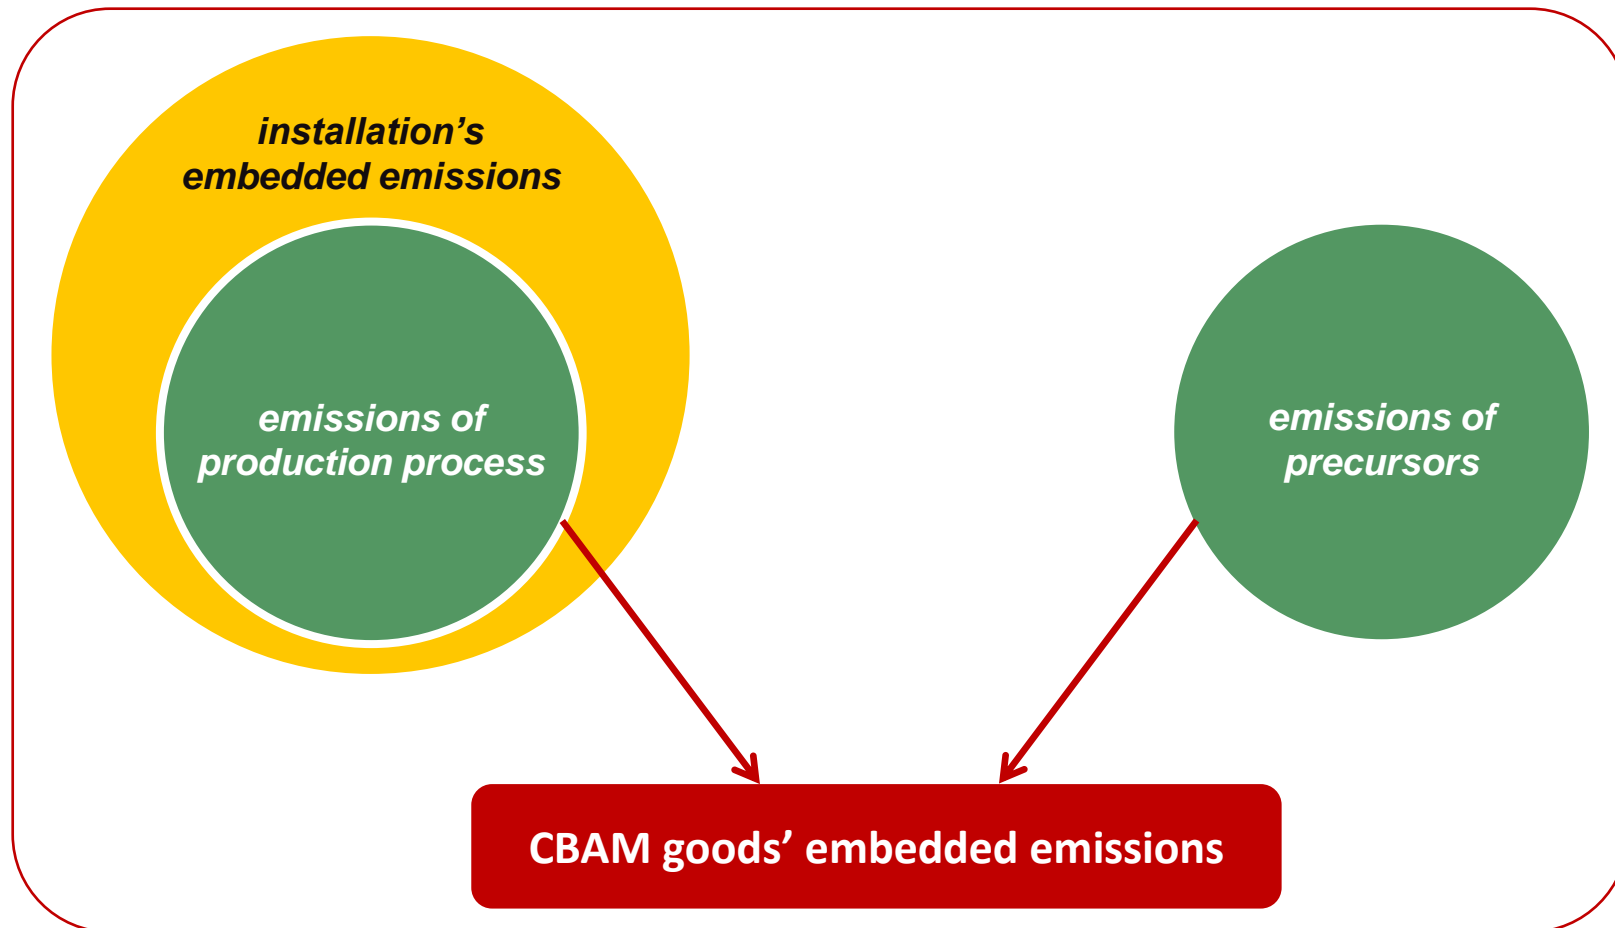 installation’s
embedded emissions
emissions of
production process
emissions of
precursors
CBAM goods’ embedded emissions